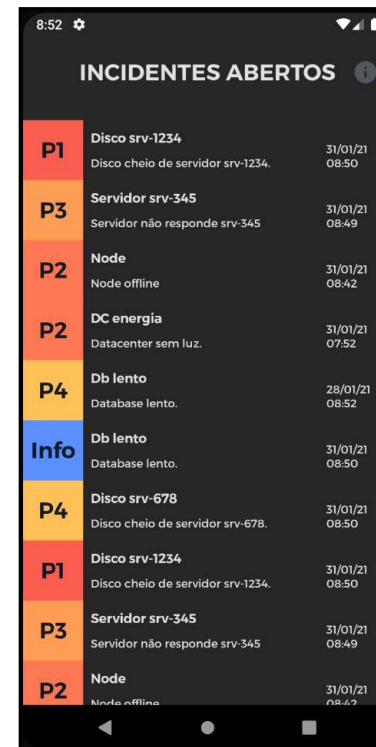 8:52
INCIDENTES ABERTOS
P1
Disco srv-1234
Disco cheio de servidor srv-1234.
31/01/21
08:50
P3
Servidor srv-345
Servidor não responde srv-345
31/01/21
08:49
P2
Node
Node offline
31/01/21
08:42
P2
DC energia
Datacenter sem luz.
31/01/21
07:52
P4
Db lento
Database lento.
28/01/21
08:52
Info
Db lento
Database lento.
31/01/21
08:50
P4
Disco srv-678
Disco cheio de servidor srv-678.
31/01/21
08:50
P1
Disco srv-1234
Disco cheio de servidor srv-1234.
31/01/21
08:50
P3
Servidor srv-345
Servidor não responde srv-345
31/01/21
08:49
P2
Node
Node offline
31/01/21
08:42